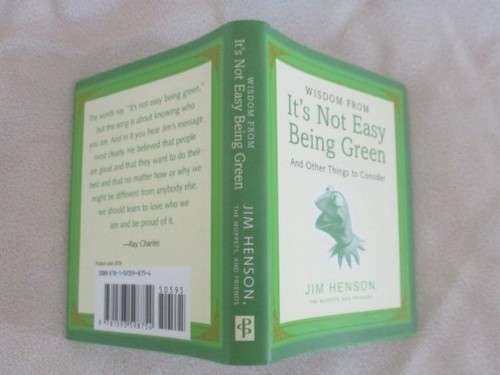 The words say "It's not easy being green,"
but the song is about knowing who
you are. And in it you hear Jim's message
most clearly. He believed that people
are good and that they want to do their
best and that no matter how or why we
might be different from anybody else,
we should learn to love who we
are and be proud of it.
—Ray Charles
50595
WISDOM FROM
It's Not Easy
Being Green
JIM HENSON,
THE MUPPETS, AND FRIENDS
WISDOM FROM
It's Not Easy
Being Green
And Other Things to Consider
JIM HENSON,
THE MUPPETS, AND FRIENDS